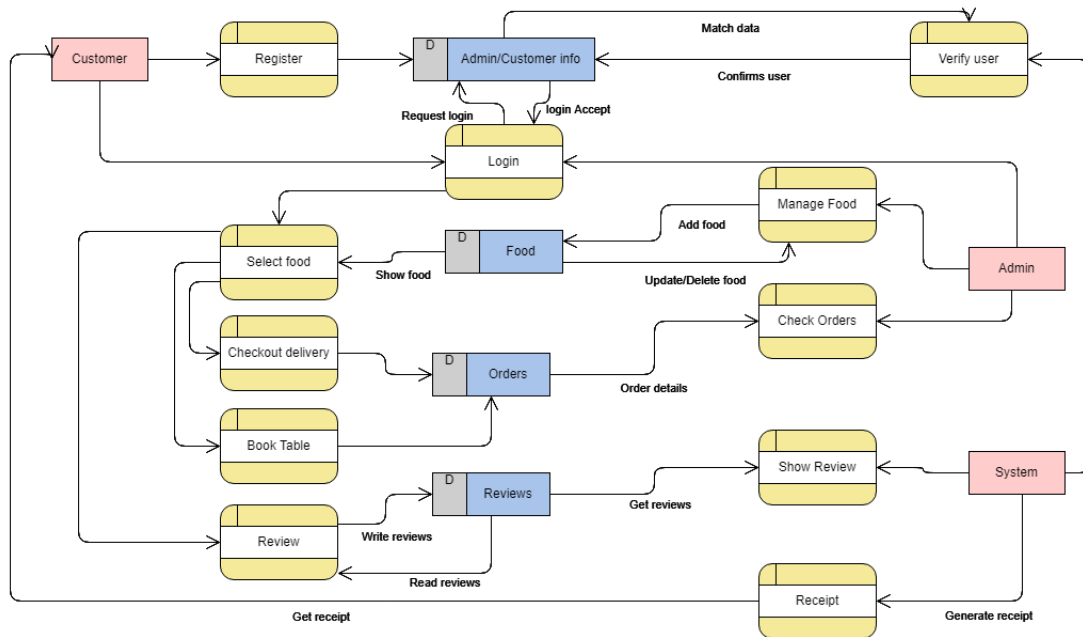 Match data
D
Customer
Register
Admin/Customer info
Verify user
Confirms user
Request login
login Accept
Login
Manage Food
Add food
D
Select food
Food
Show food
Update/Delete food
Admin
Check Orders
D
Checkout delivery
Orders
Order details
Book Table
D
Show Review
System
Reviews
Get reviews
Write reviews
Review
Read reviews
Receipt
Get receipt
Generate receipt